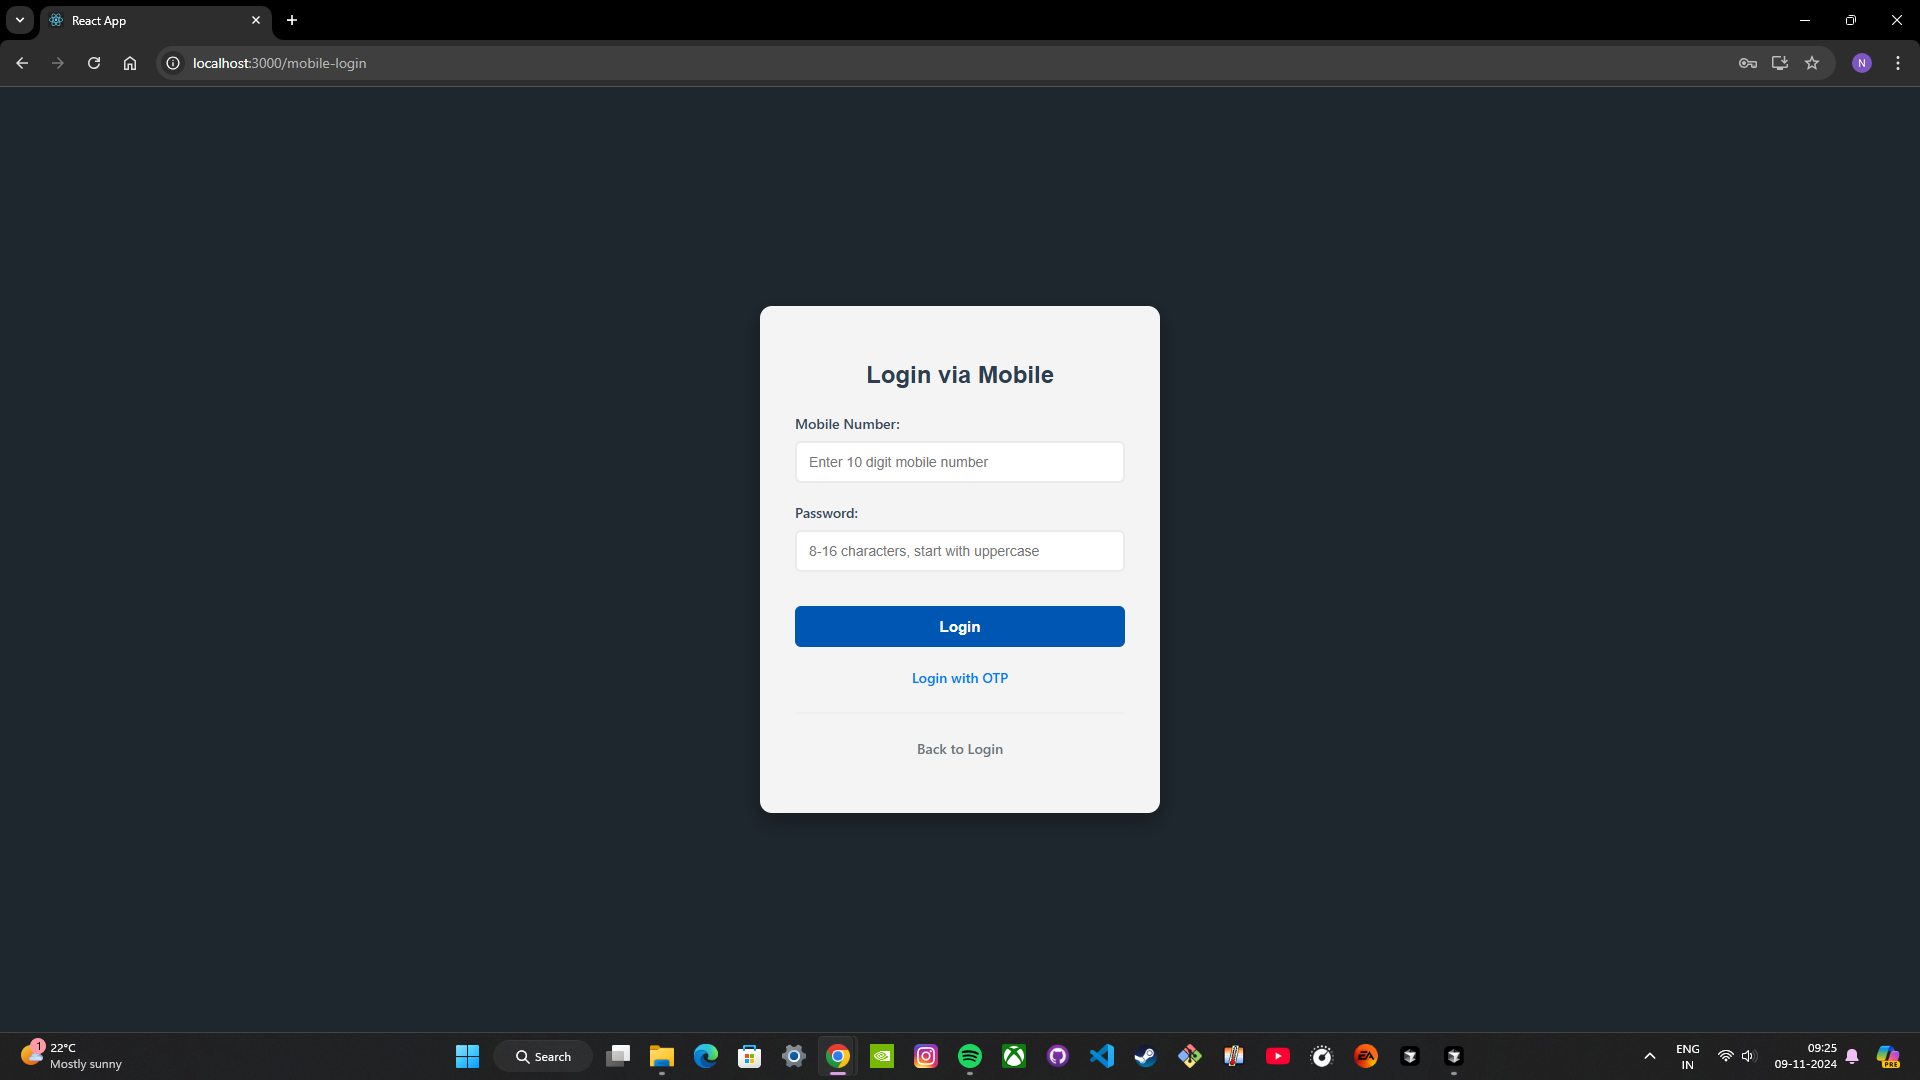 React App
localhost:3000/mobile-login
N
Login via Mobile
Mobile Number:
Enter 10 digit mobile number
Password:
8-16 characters, start with uppercase
Login
Login with OTP
Back to Login
1
22°C
Mostly sunny
Search
EA
ENG
IN
09:25
09-11-2024
PRE